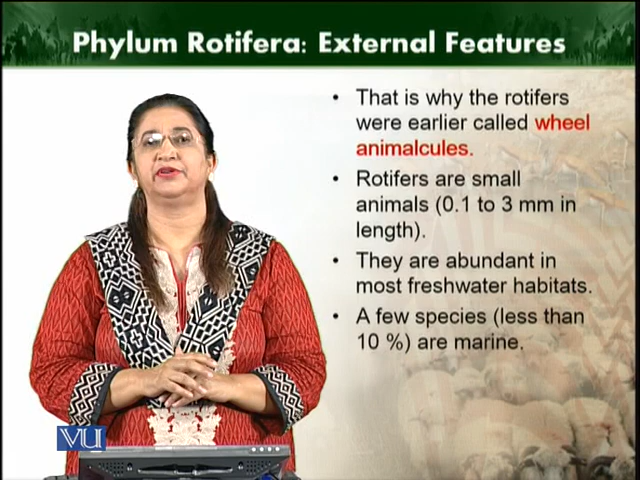 Phylum Rotifera: External Features
• That is why the rotifers
were earlier called wheel
animalcules.
• Rotifers are small
animals (0.1 to 3 mm in
length).
• They are abundant in
most freshwater habitats.
• A few species (less than
10 %) are marine.
VU